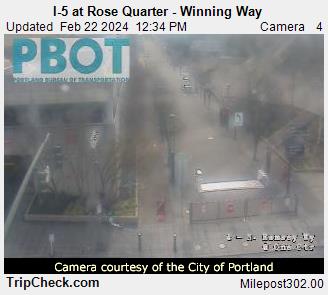 I-5 at Rose Quarter - Winning Way
Updated Feb 22 2024 12:34 PM Camera 4
PBOT
PORTLAND BUREAU OF TRANSPORTATION
Camera courtesy of the City of Portland
TripCheck.com Milepost302.00